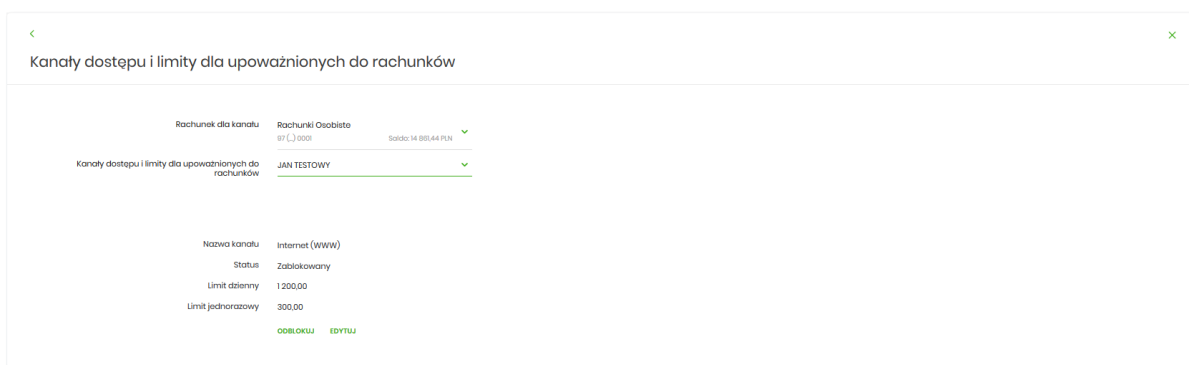 Kanały dostępu i limity dla upoważnionych do rachunków
Rachunek dla kanału Rachunki Osobiste
97 (...) 0001 Saldo: 14 861,44 PLN
Kanały dostępu i limity dla upoważnionych do rachunków JAN TESTOWY
Nazwa kanału Internet (WWW)
Status Zablokowany
Limit dzienny 1 200,00
Limit jednorazowy 300,00
ODBLOKUJ EDYTUJ